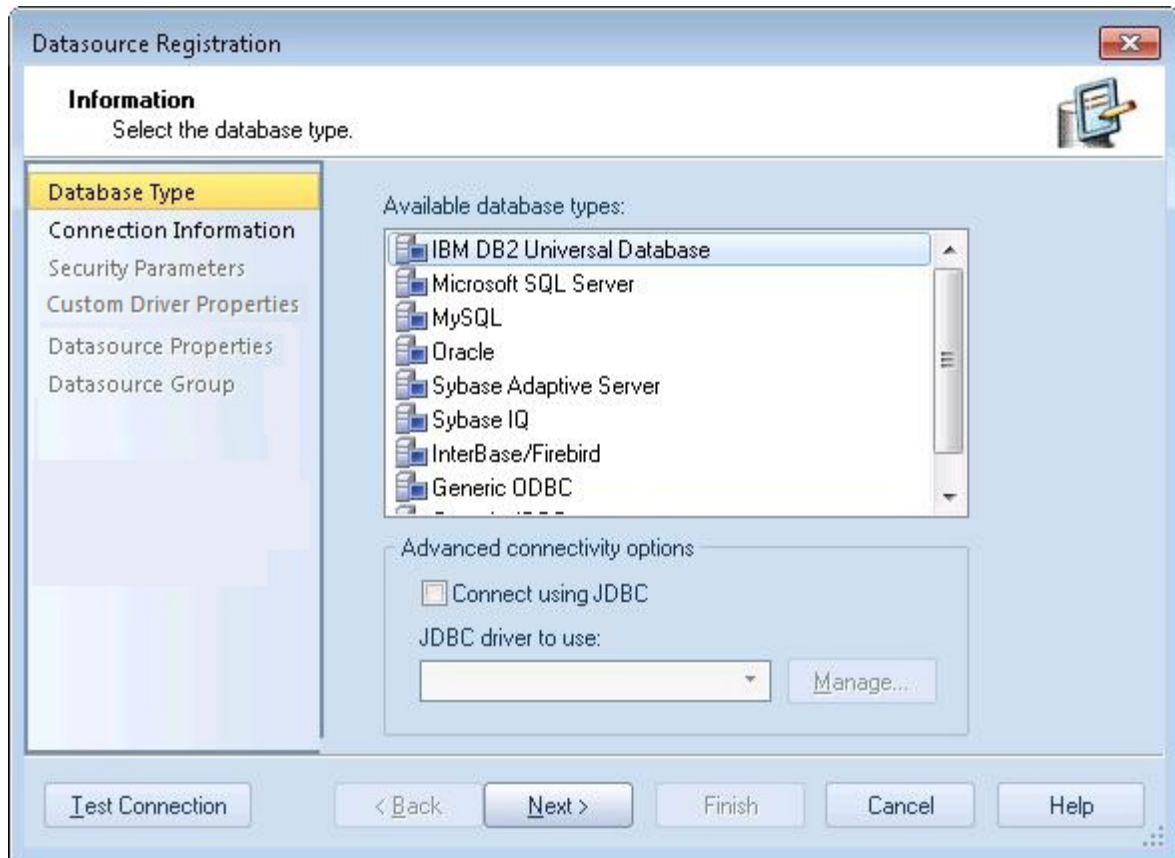 Datasource Registration
Information
Select the database type.
Database Type
Connection Information
Security Parameters
Custom Driver Properties
Datasource Properties
Datasource Group
Available database types:
IBM DB2 Universal Database
Microsoft SQL Server
MySQL
Oracle
Sybase Adaptive Server
Sybase IQ
InterBase/Firebird
Generic ODBC
Advanced connectivity options
Connect using JDBC
JDBC driver to use:
Manage...
Test Connection
< Back
Next >
Finish
Cancel
Help